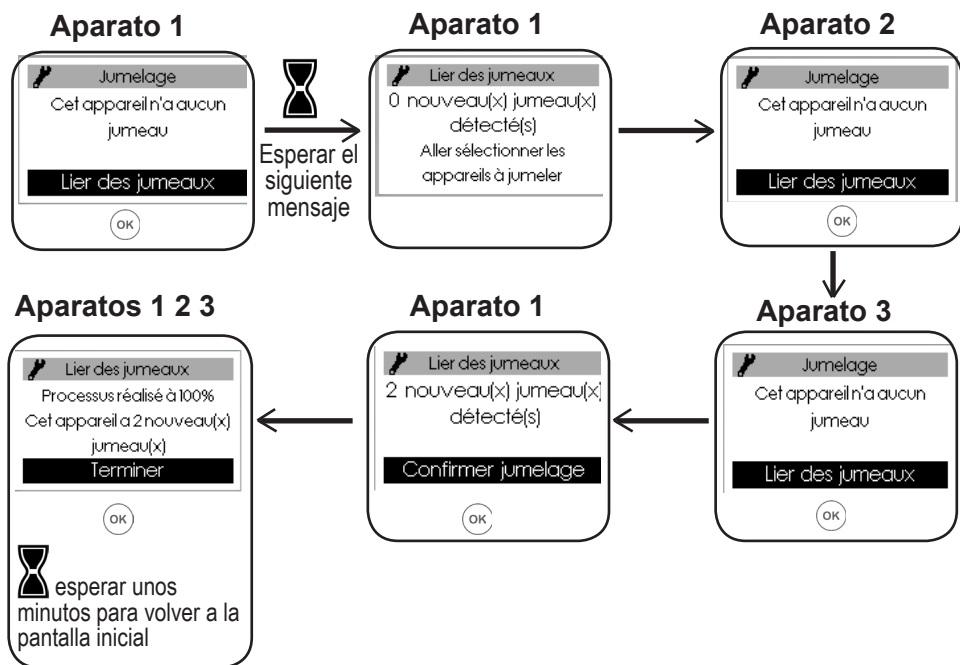 Aparato 1
Jumelage
Cet appareil n'a aucun
jumeau
Lier des jumeaux
OK
Esperar el
siguiente
mensaje
Aparato 1
Lier des jumeaux
0 nouveau(x) jumeau(x)
détecté(s)
Aller sélectionner les
appareils à jumeler
Aparato 2
Jumelage
Cet appareil n'a aucun
jumeau
Lier des jumeaux
OK
Aparato 3
Jumelage
Cet appareil n'a aucun
jumeau
Lier des jumeaux
OK
Aparato 1
Lier des jumeaux
2 nouveau(x) jumeau(x)
détecté(s)
Confirmer jumelage
OK
Aparatos 1 2 3
Lier des jumeaux
Processus réalisé à 100%
Cet appareil a 2 nouveau(x)
jumeau(x)
Terminer
OK
esperar unos
minutos para volver a la
pantalla inicial